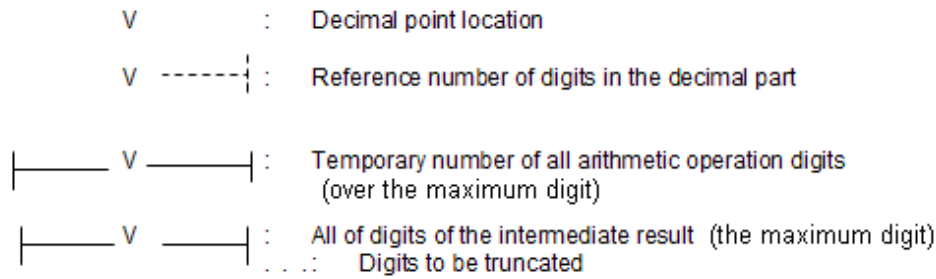 V : Decimal point location
V : Reference number of digits in the decimal part
V : Temporary number of all arithmetic operation digits
(over the maximum digit)
V : All of digits of the intermediate result (the maximum digit)
. . .: Digits to be truncated